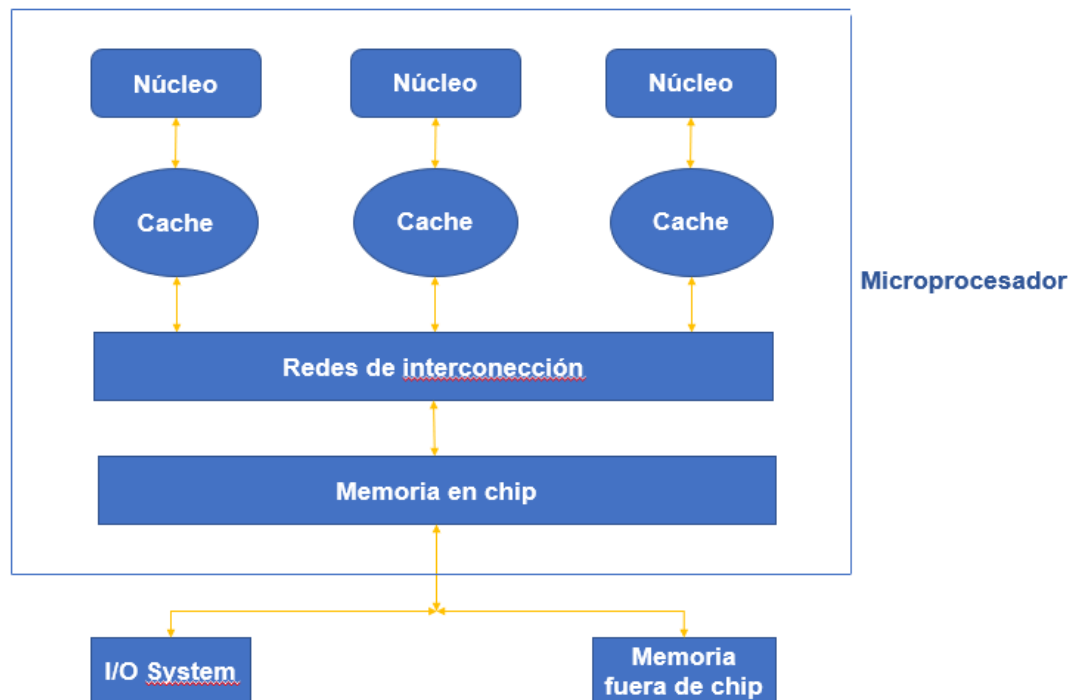 Núcleo
Núcleo
Núcleo
Cache
Cache
Cache
Microprocesador
Redes de interconección
Memoria en chip
I/O System
Memoria
fuera de chip